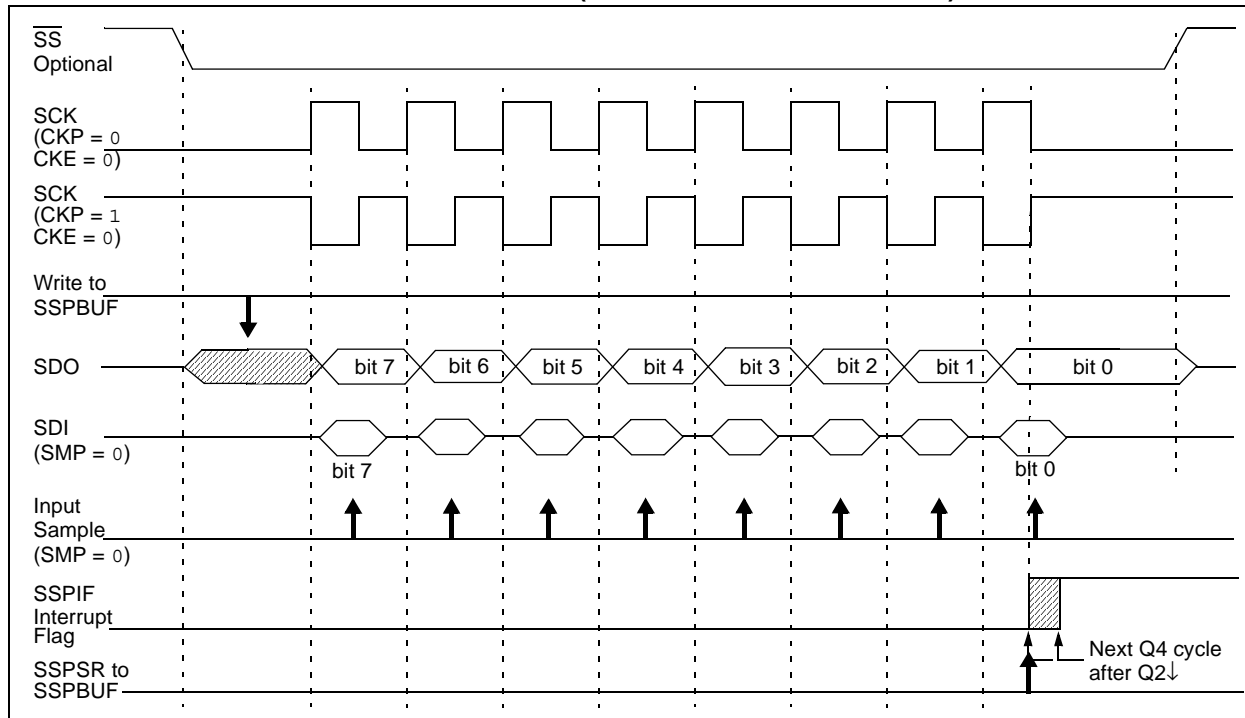 SS
Optional
SCK
(CKP = 0
CKE = 0)
SCK
(CKP = 1
CKE = 0)
Write to
SSPBUF
SDO
bit 7
bit 6
bit 5
bit 4
bit 3
bit 2
bit 1
bit 0
SDI
(SMP = 0)
bit 7
bit 0
Input
Sample
(SMP = 0)
SSPIF
Interrupt
Flag
Next Q4 cycle
after Q2↓
SSPSR to
SSPBUF